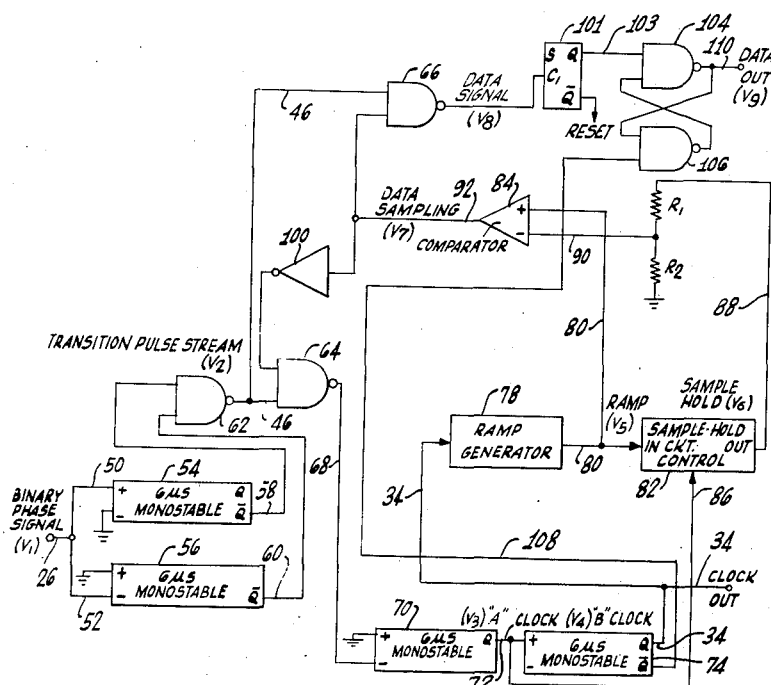 101
103
104
66
S Q
C1
Q̄
110
DATA
OUT
(V9)
46
DATA
SIGNAL
(V8)
RESET
106
84
R1
92
DATA
SAMPLING
(V7)
+
-
COMPARATOR
90
R2
88
100
80
TRANSITION PULSE STREAM
(V2)
64
62
46
78
RAMP
GENERATOR
RAMP
(V5)
80
SAMPLE
HOLD (V6)
SAMPLE-HOLD
IN CKT. OUT
CONTROL
82
86
68
34
50
54
+ Q
6μs
MONOSTABLE
- Q̄
58
BINARY
PHASE
SIGNAL
(V1)
26
56
+
6μs
MONOSTABLE
- Q̄
60
52
108
34
CLOCK
OUT
70
(V3) "A" CLOCK (V4) "B" CLOCK
+
6μs Q
MONOSTABLE
-
72
+
6μs Q
MONOSTABLE
- Q̄
34
74